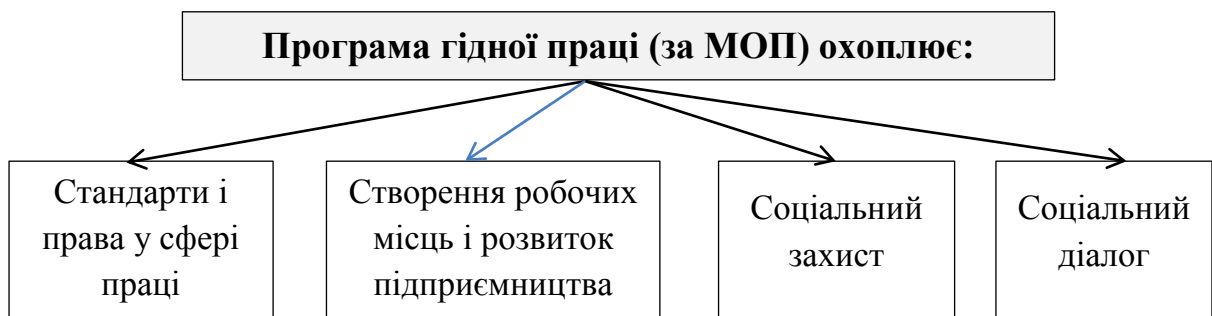 Програма гідної праці (за МОП) охоплює:
Стандарти і
права у сфері
праці
Створення робочих
місць і розвиток
підприємництва
Соціальний
захист
Соціальний
діалог